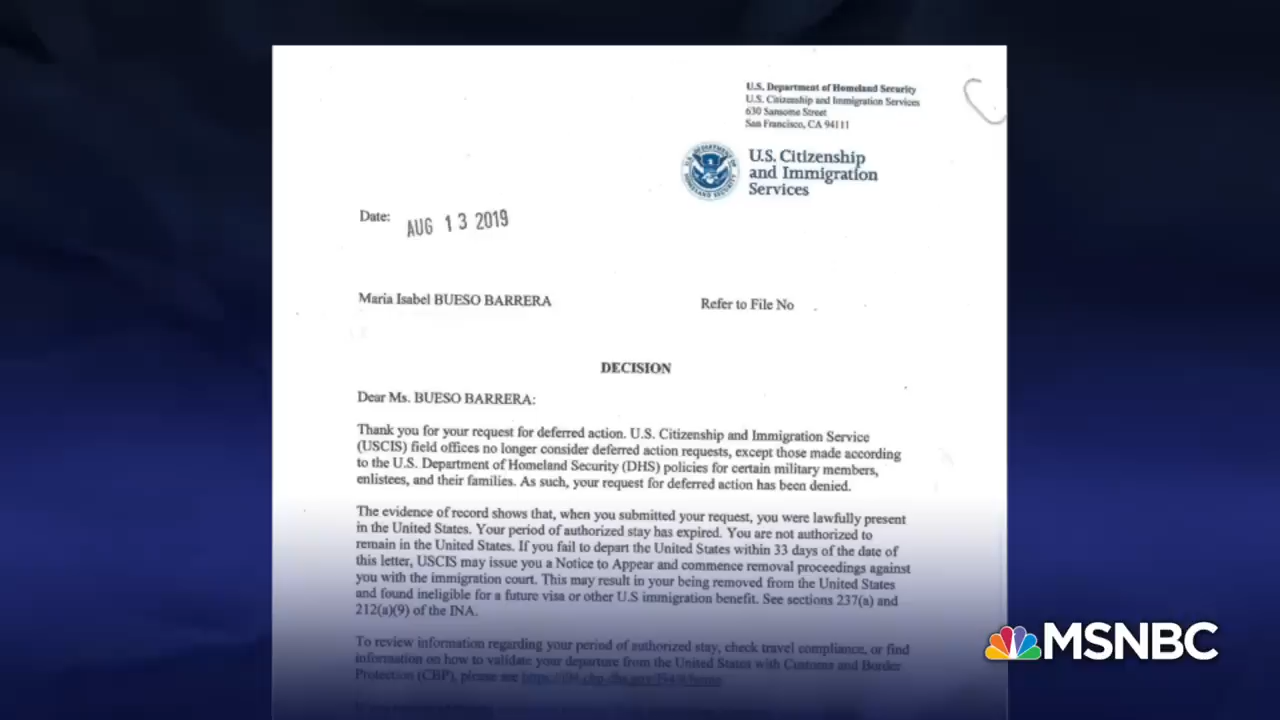 U.S. Department of Homeland Security
U.S. Citizenship and Immigration Services
630 Sansome Street
San Francisco, CA 94111
U.S. Citizenship
and Immigration
Services
Date: AUG 13 2019
Maria Isabel BUESO BARRERA Refer to File No
DECISION
Dear Ms. BUESO BARRERA:
Thank you for your request for deferred action. U.S. Citizenship and Immigration Service
(USCIS) field offices no longer consider deferred action requests, except those made according
to the U.S. Department of Homeland Security (DHS) policies for certain military members,
enlistees, and their families. As such, your request for deferred action has been denied.
The evidence of record shows that, when you submitted your request, you were lawfully present
in the United States. Your period of authorized stay has expired. You are not authorized to
remain in the United States. If you fail to depart the United States within 33 days of the date of
this letter, USCIS may issue you a Notice to Appear and commence removal proceedings against
you with the immigration court. This may result in your being removed from the United States
and found ineligible for a future visa or other U.S immigration benefit. See sections 237(a) and
212(a)(9) of the INA.
To review information regarding your period of authorized stay, check travel compliance, or find
information on how to validate your departure from the United States with Customs and Border
Protection (CBP), please see
MSNBC